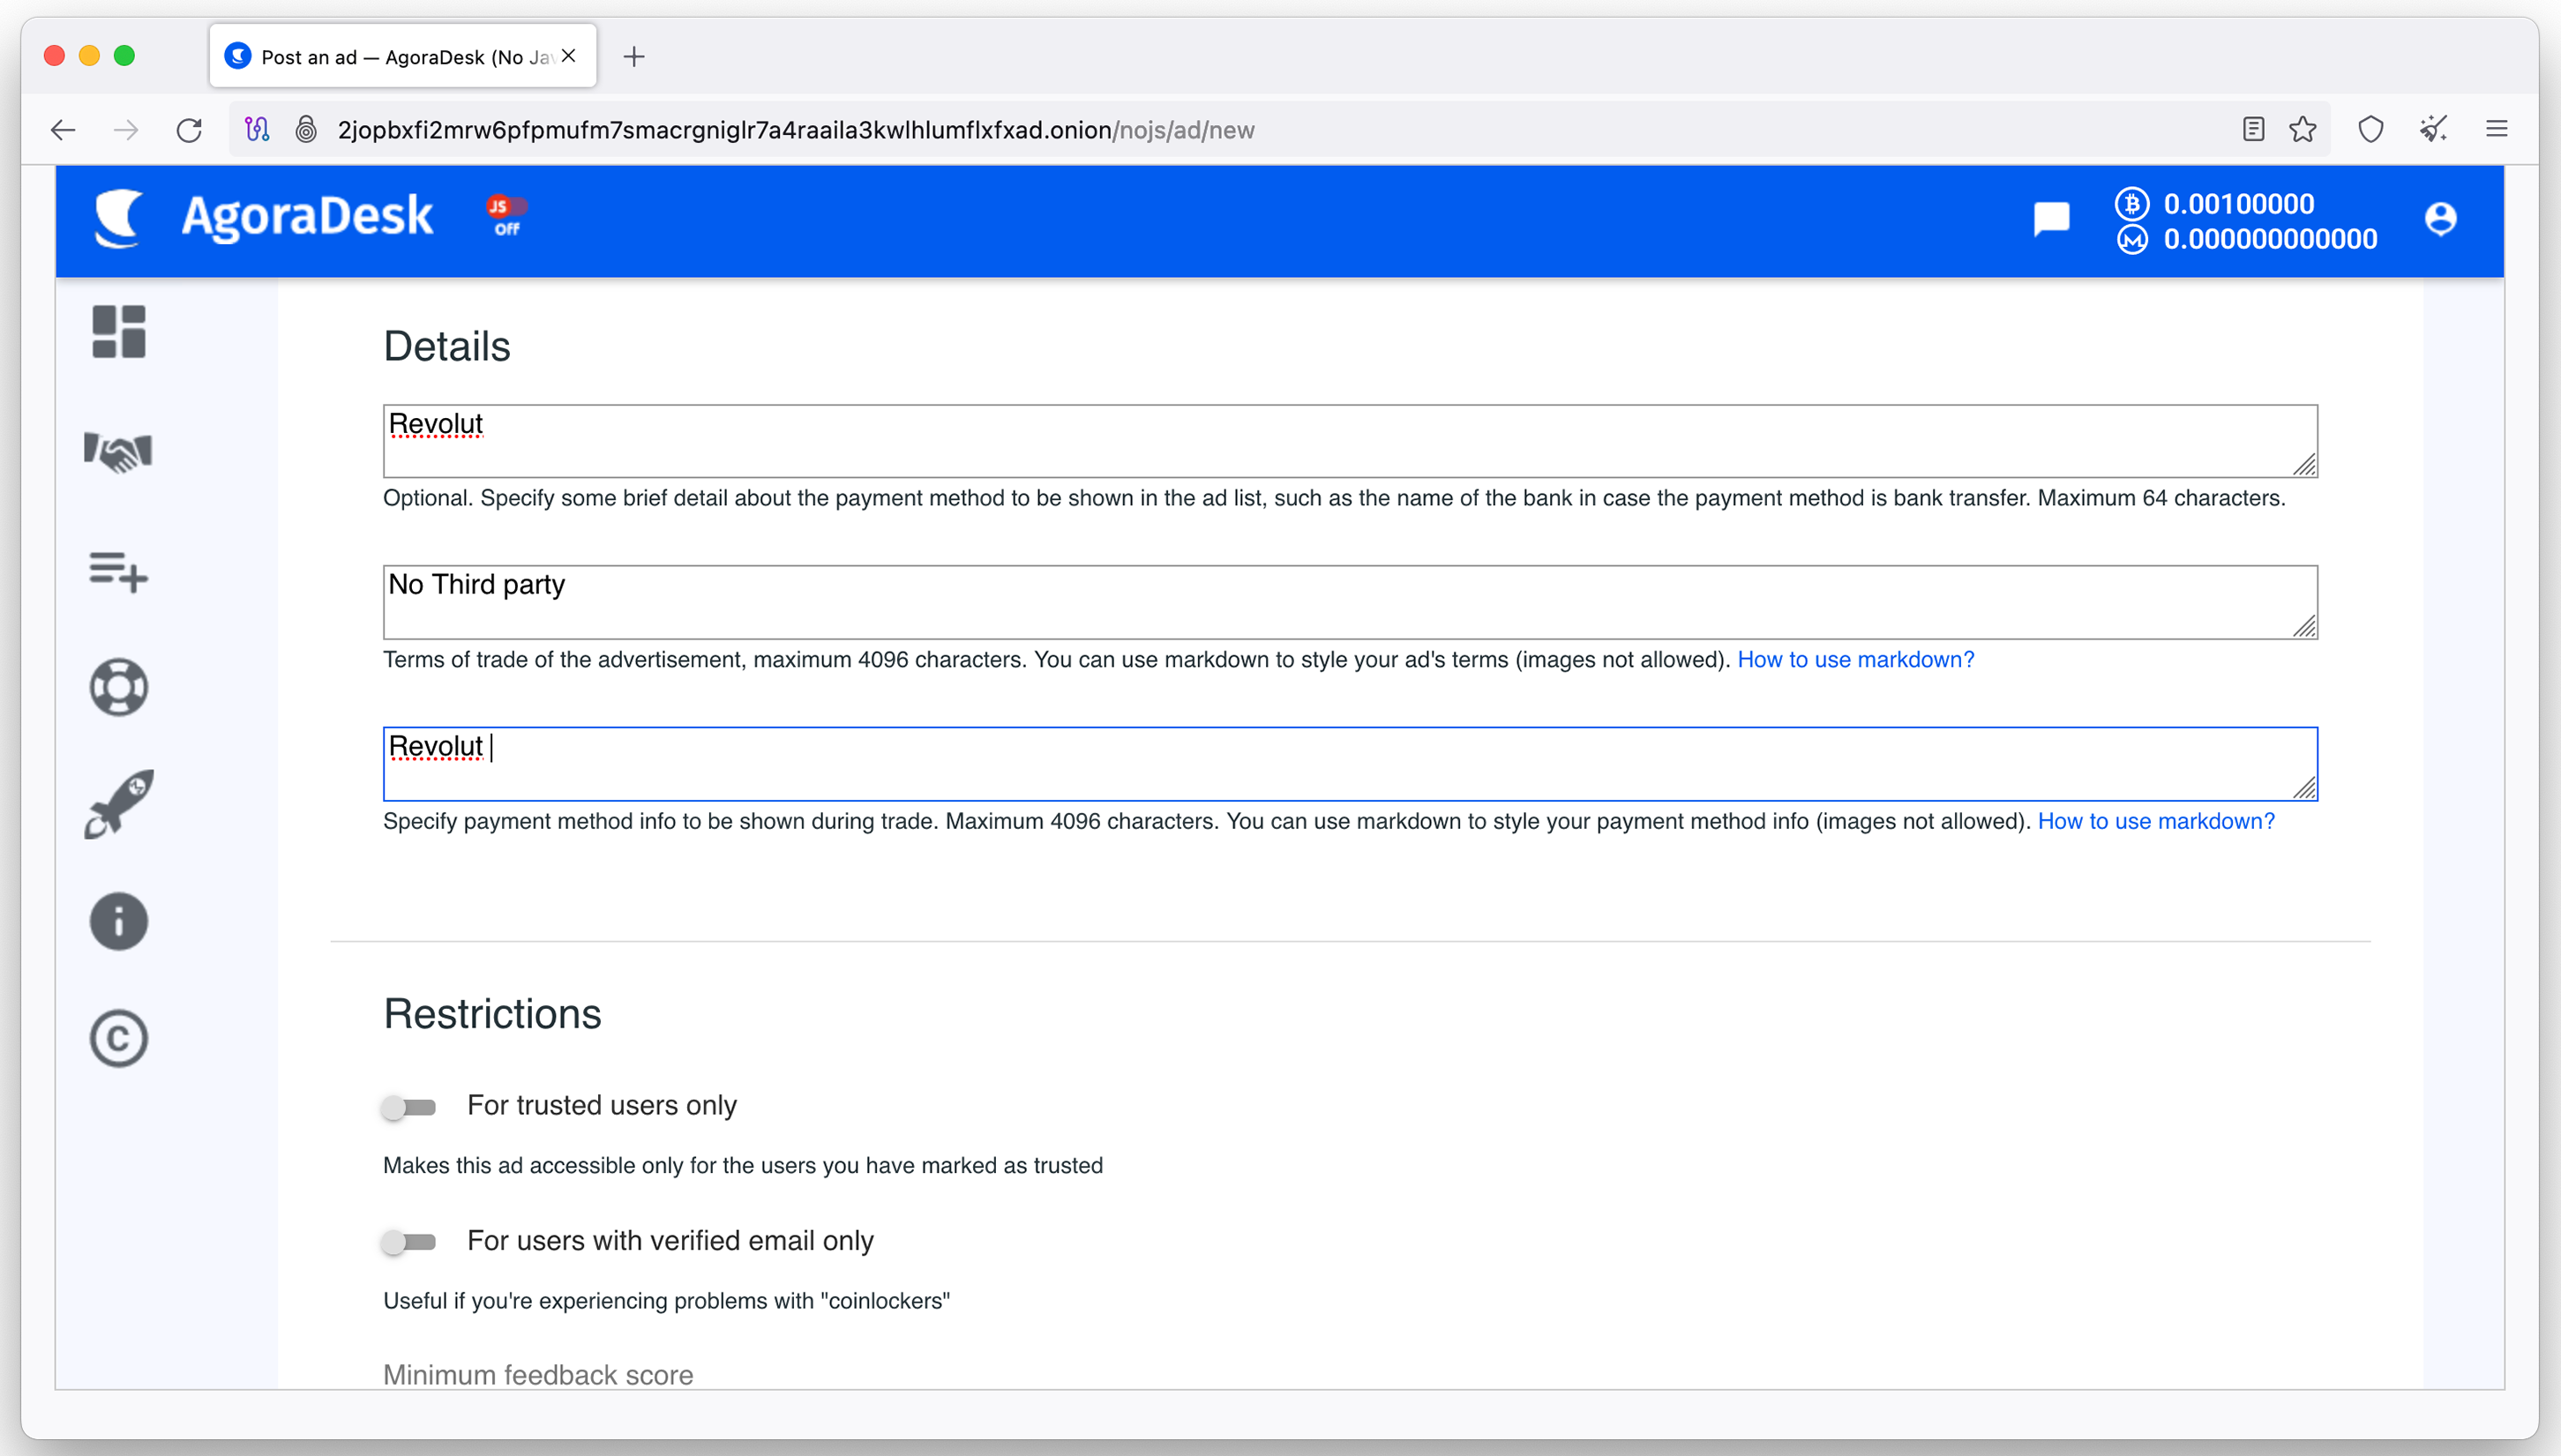 Post an ad — AgoraDesk (No Jav
2jopbxfi2mrw6pfpmufm7smacrgniglr7a4raaila3kwlhlumflxfxad.onion/nojs/ad/new
AgoraDesk
JS
Off
0.00100000
0.000000000000
Details
Revolut
Optional. Specify some brief detail about the payment method to be shown in the ad list, such as the name of the bank in case the payment method is bank transfer. Maximum 64 characters.
No Third party
Terms of trade of the advertisement, maximum 4096 characters. You can use markdown to style your ad's terms (images not allowed). How to use markdown?
Revolut
Specify payment method info to be shown during trade. Maximum 4096 characters. You can use markdown to style your payment method info (images not allowed). How to use markdown?
Restrictions
For trusted users only
Makes this ad accessible only for the users you have marked as trusted
For users with verified email only
Useful if you're experiencing problems with "coinlockers"
Minimum feedback score